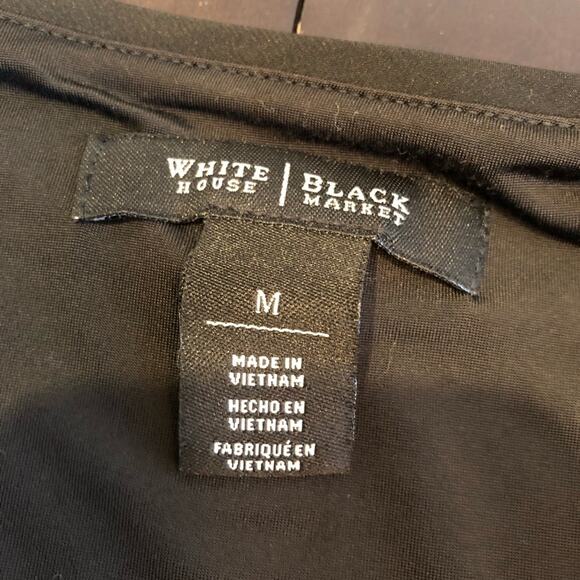 WHITE | BLACK
HOUSE | MARKET
M
MADE IN
VIETNAM
HECHO EN
VIETNAM
FABRIQUÉ EN
VIETNAM